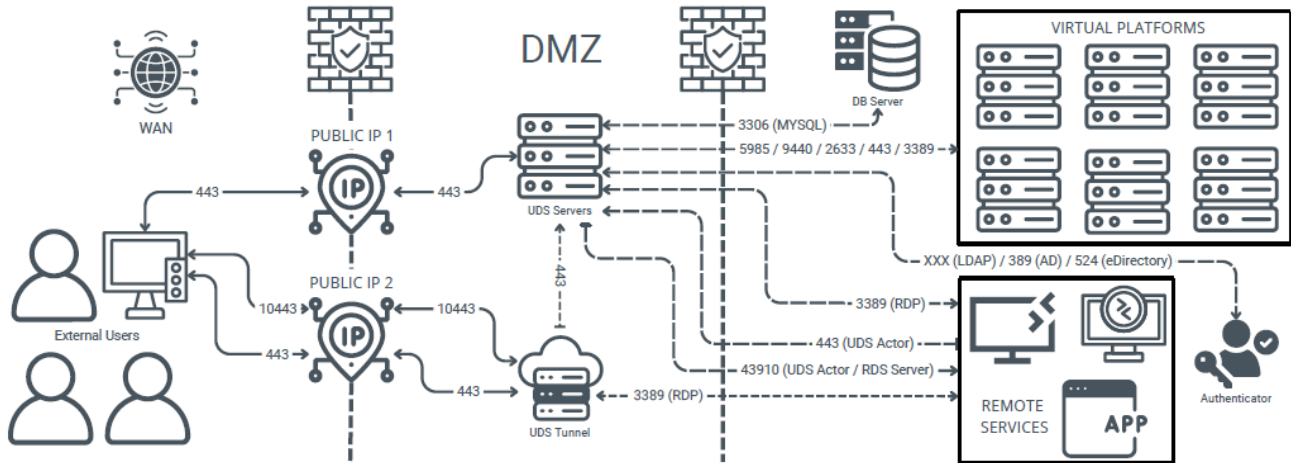 DMZ
VIRTUAL PLATFORMS
WAN
DB Server
PUBLIC IP 1
IP
3306 (MYSQL)
5985 / 9440 / 2633 / 443 / 3389
443
443
UDS Servers
XXX (LDAP) / 389 (AD) / 524 (eDirectory)
443
PUBLIC IP 2
IP
10443
10443
3389 (RDP)
External Users
443
443
443 (UDS Actor)
43910 (UDS Actor / RDS Server)
3389 (RDP)
UDS Tunnel
REMOTE
SERVICES
APP
Authenticator